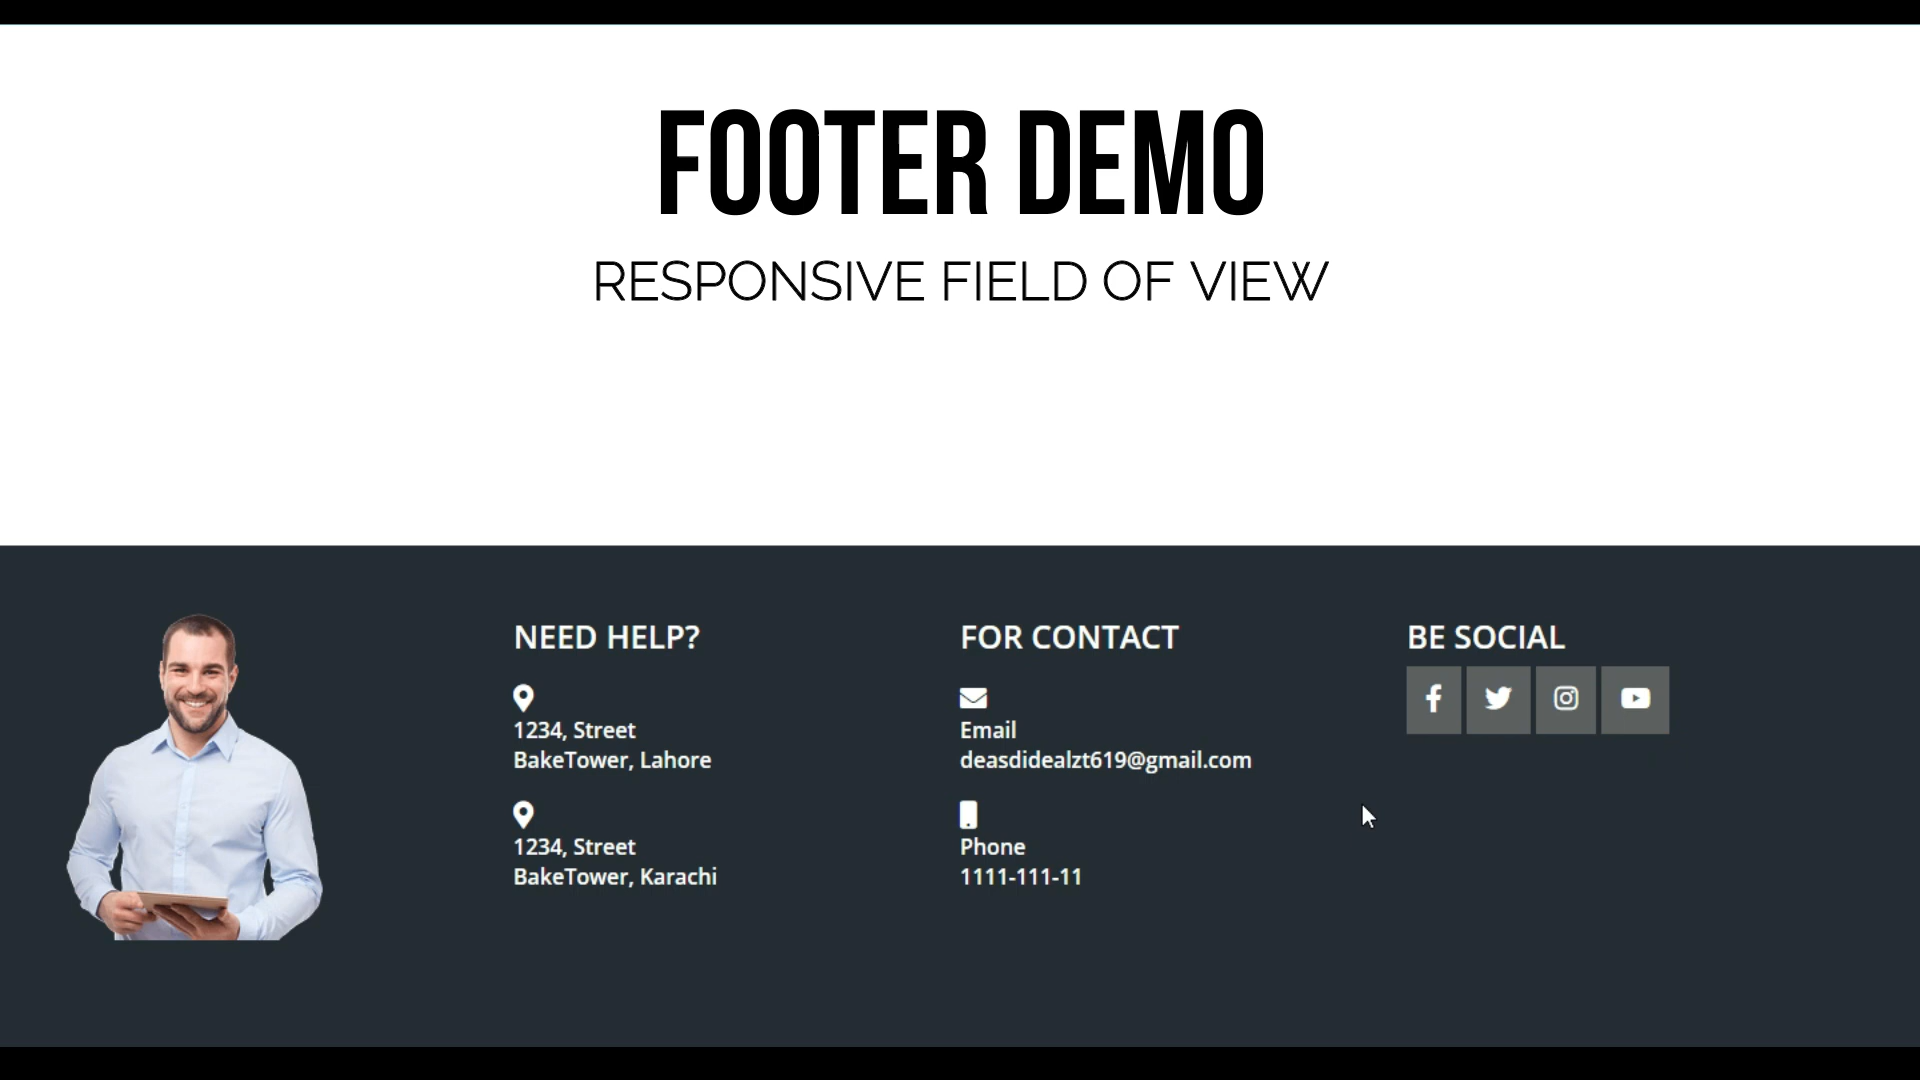 FOOTER DEMO
RESPONSIVE FIELD OF VIEW
NEED HELP?
1234, Street
BakeTower, Lahore
1234, Street
BakeTower, Karachi
FOR CONTACT
Email
deasdidealzt619@gmail.com
Phone
1111-111-11
BE SOCIAL